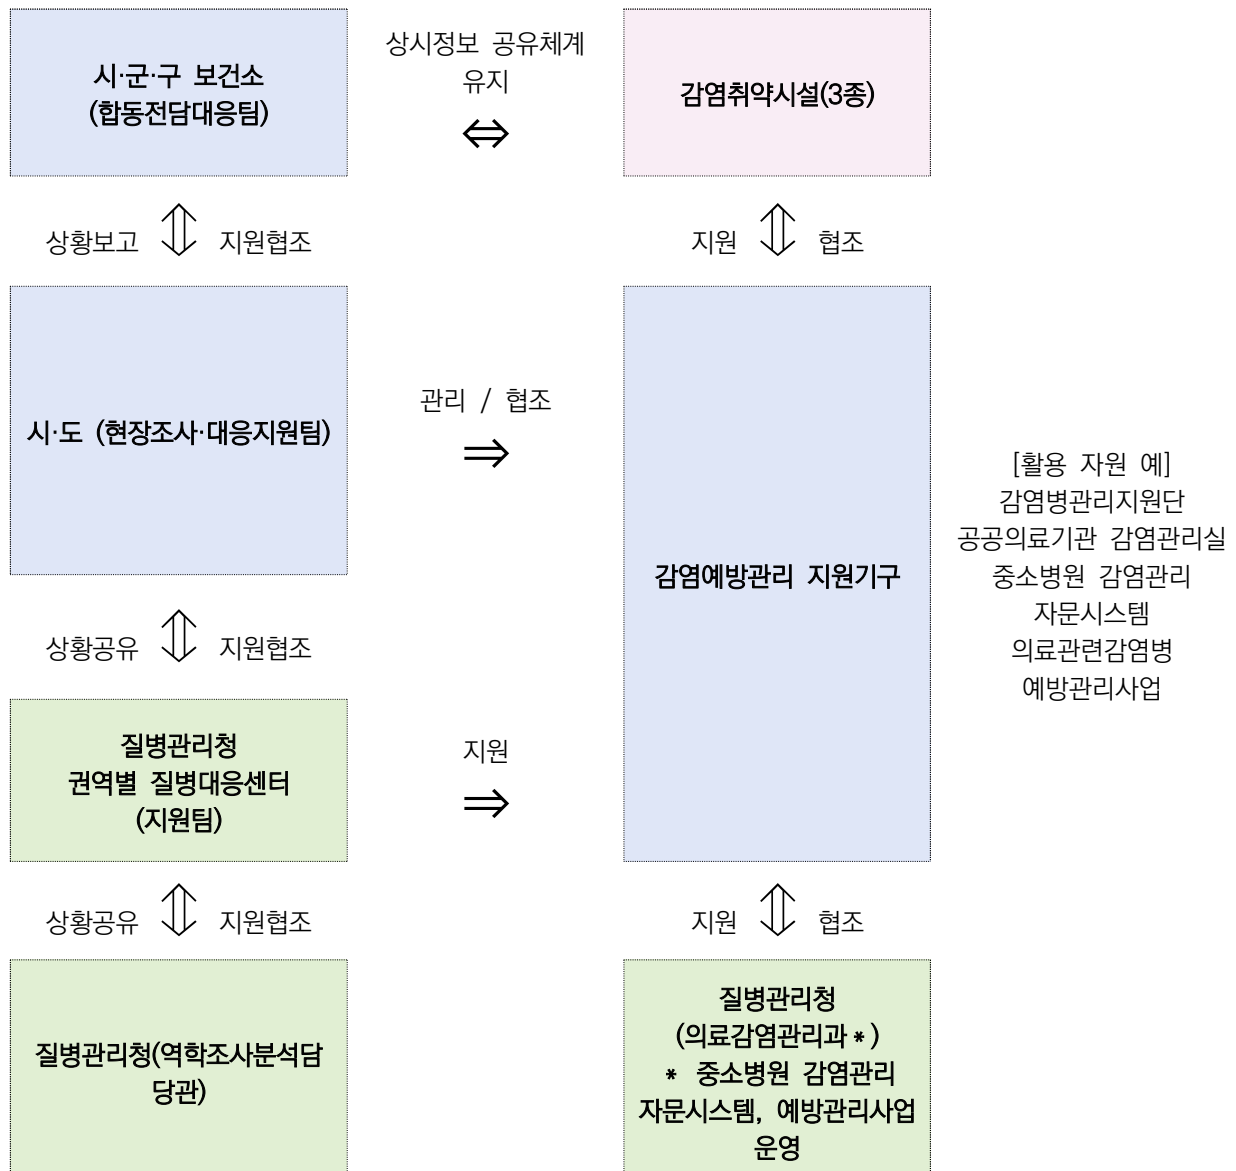 시·군·구 보건소
(합동전담대응팀)
상시정보 공유체계
유지
⇔
감염취약시설(3종)
상황보고 ⇕ 지원협조
지원 ⇕ 협조
시·도 (현장조사·대응지원팀)
관리 / 협조
⇒
감염예방관리 지원기구
[활용 자원 예]
감염병관리지원단
공공의료기관 감염관리실
중소병원 감염관리
자문시스템
의료관련감염병
예방관리사업
상황공유 ⇕ 지원협조
질병관리청
권역별 질병대응센터
(지원팀)
지원
⇒
상황공유 ⇕ 지원협조
지원 ⇕ 협조
질병관리청(역학조사분석담
당관)
질병관리청
(의료감염관리과*)
* 중소병원 감염관리
자문시스템, 예방관리사업
운영